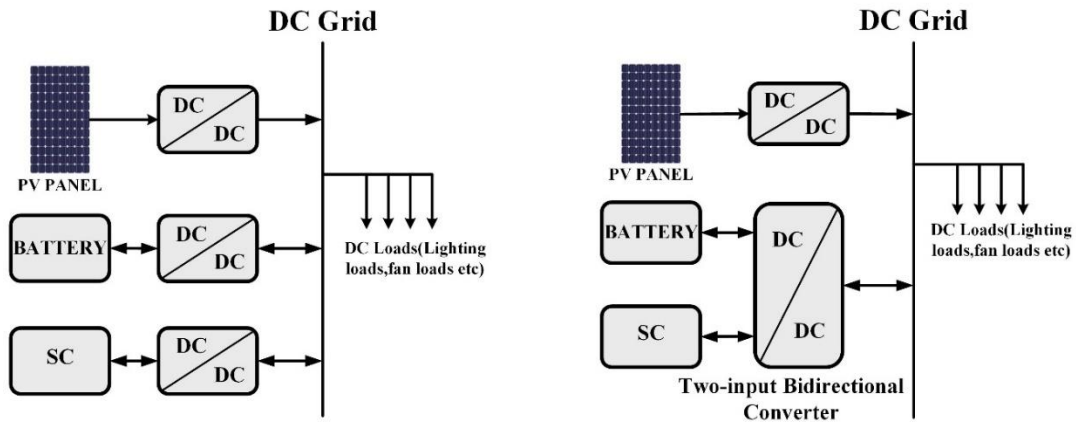 DC Grid
DC
DC
PV PANEL
BATTERY
DC
DC
DC Loads(Lighting
loads,fan loads etc)
SC
DC
DC
DC Grid
DC
DC
PV PANEL
BATTERY
DC
DC Loads(Lighting
loads,fan loads etc)
SC
DC
Two-input Bidirectional
Converter